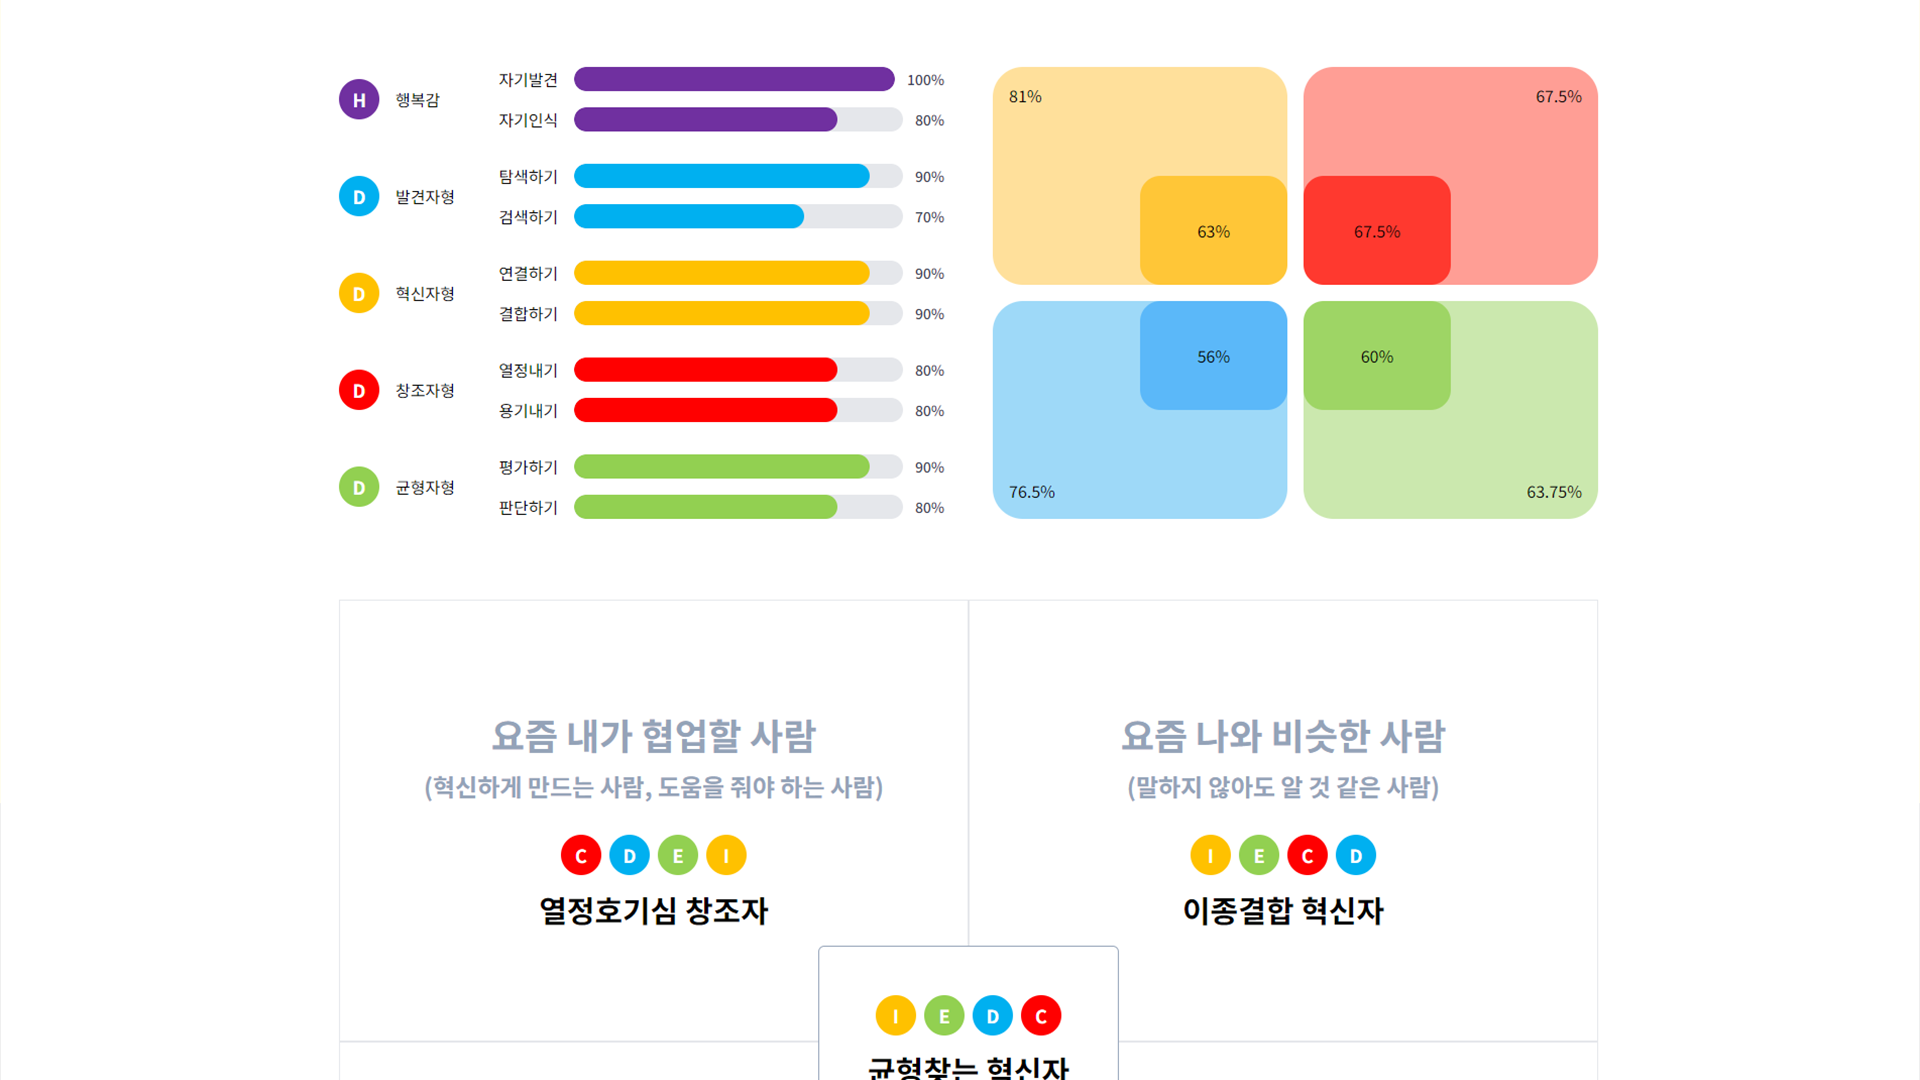 H 행복감
자기발견 100%
자기인식 80%
D 발견자형
탐색하기 90%
검색하기 70%
D 혁신자형
연결하기 90%
결합하기 90%
D 창조자형
열정내기 80%
용기내기 80%
D 균형자형
평가하기 90%
판단하기 80%
81%
63%
67.5%
67.5%
56%
76.5%
60%
63.75%
요즘 내가 협업할 사람
(혁신하게 만드는 사람, 도움을 줘야 하는 사람)
C D E I
열정호기심 창조자
요즘 나와 비슷한 사람
(말하지 않아도 알 것 같은 사람)
I E C D
이종결합 혁신자
I E D C
균형찾는 혁신자